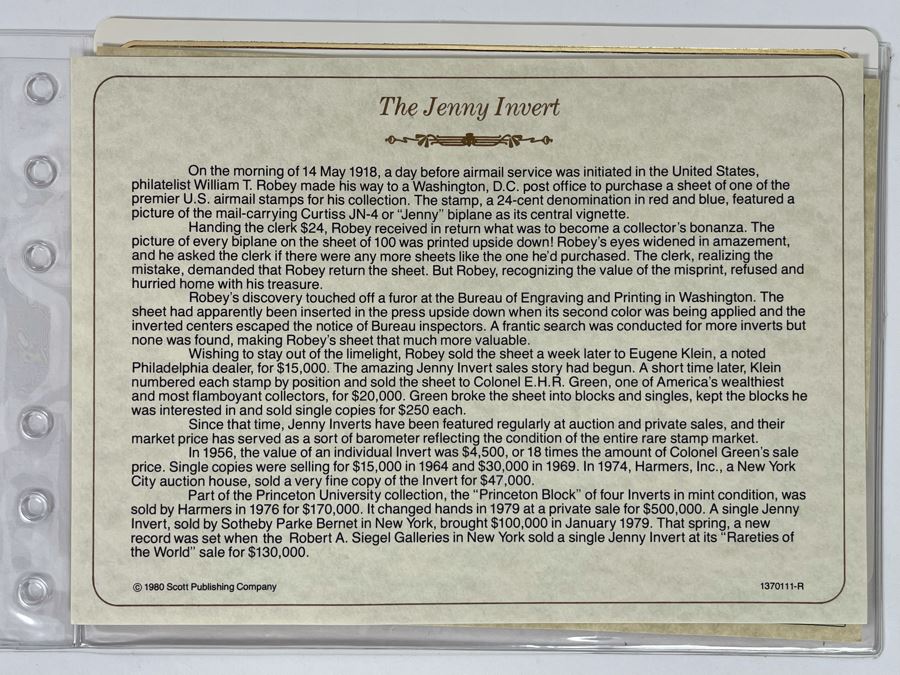 The Jenny Invert
On the morning of 14 May 1918, a day before airmail service was initiated in the United States,
philatelist William T. Robey made his way to a Washington, D.C. post office to purchase a sheet of one of the
premier U.S. airmail stamps for his collection. The stamp, a 24-cent denomination in red and blue, featured a
picture of the mail-carrying Curtiss JN-4 or "Jenny" biplane as its central vignette.
Handing the clerk $24, Robey received in return what was to become a collector's bonanza. The
picture of every biplane on the sheet of 100 was printed upside down! Robey's eyes widened in amazement,
and he asked the clerk if there were any more sheets like the one he'd purchased. The clerk, realizing the
mistake, demanded that Robey return the sheet. But Robey, recognizing the value of the misprint, refused and
hurried home with his treasure.
Robey's discovery touched off a furor at the Bureau of Engraving and Printing in Washington. The
sheet had apparently been inserted in the press upside down when its second color was being applied and the
inverted centers escaped the notice of Bureau inspectors. A frantic search was conducted for more inverts but
none was found, making Robey's sheet that much more valuable.
Wishing to stay out of the limelight, Robey sold the sheet a week later to Eugene Klein, a noted
Philadelphia dealer, for $15,000. The amazing Jenny Invert sales story had begun. A short time later, Klein
numbered each stamp by position and sold the sheet to Colonel E.H.R. Green, one of America's wealthiest
and most flamboyant collectors, for $20,000. Green broke the sheet into blocks and singles, kept the blocks he
was interested in and sold single copies for $250 each.
Since that time, Jenny Inverts have been featured regularly at auction and private sales, and their
market price has served as a sort of barometer reflecting the condition of the entire rare stamp market.
In 1956, the value of an individual Invert was $4,500, or 18 times the amount of Colonel Green's sale
price. Single copies were selling for $15,000 in 1964 and $30,000 in 1969. In 1974, Harmers, Inc., a New York
City auction house, sold a very fine copy of the Invert for $47,000.
Part of the Princeton University collection, the "Princeton Block" of four Inverts in mint condition, was
sold by Harmers in 1976 for $170,000. It changed hands in 1979 at a private sale for $500,000. A single Jenny
Invert, sold by Sotheby Parke Bernet in New York, brought $100,000 in January 1979. That spring, a new
record was set when the Robert A. Siegel Galleries in New York sold a single Jenny Invert at its "Rareties of
the World" sale for $130,000.
© 1980 Scott Publishing Company
1370111-R